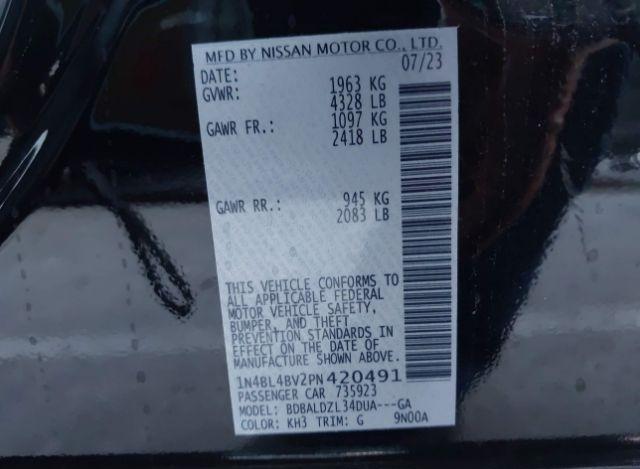 MFD BY NISSAN MOTOR CO., LTD.
DATE: 07/23
GVWR: 1963 KG
4328 LB
GAWR FR.: 1097 KG
2418 LB
GAWR RR.: 945 KG
2083 LB
THIS VEHICLE CONFORMS TO
ALL APPLICABLE FEDERAL
MOTOR VEHICLE SAFETY,
BUMPER, AND THEFT
PREVENTION STANDARDS IN
EFFECT ON THE DATE OF
MANUFACTURE SHOWN ABOVE.
1N4BL4BV2PN420491
PASSENGER CAR 735923
MODEL: BDBALDZL34DUA---GA
COLOR: KH3 TRIM: G 9N00A